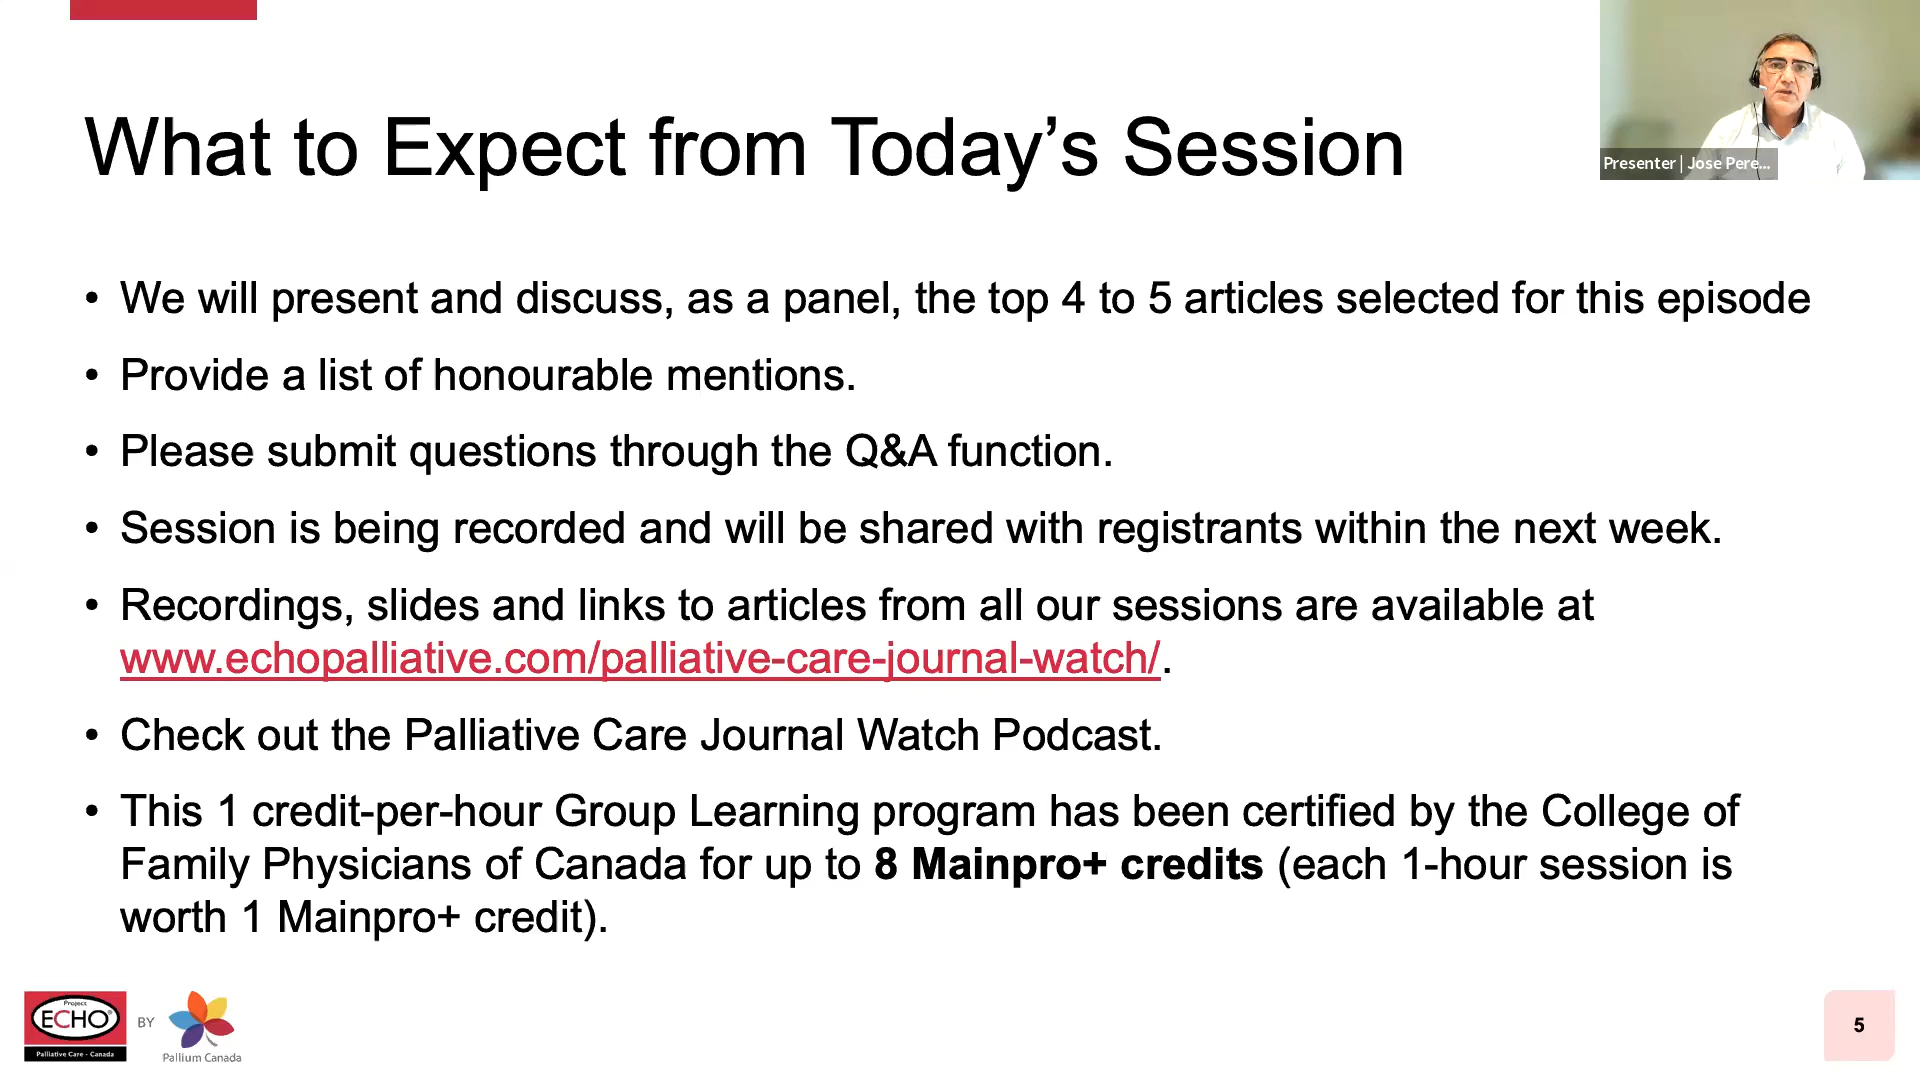 What to Expect from Today’s Session
Presenter | Jose Pere...
• We will present and discuss, as a panel, the top 4 to 5 articles selected for this episode
• Provide a list of honourable mentions.
• Please submit questions through the Q&A function.
• Session is being recorded and will be shared with registrants within the next week.
• Recordings, slides and links to articles from all our sessions are available at
www.echopalliative.com/palliative-care-journal-watch/.
• Check out the Palliative Care Journal Watch Podcast.
• This 1 credit-per-hour Group Learning program has been certified by the College of
Family Physicians of Canada for up to 8 Mainpro+ credits (each 1-hour session is
worth 1 Mainpro+ credit).
Project
ECHO®
Palliative Care - Canada
BY
Pallium Canada
5